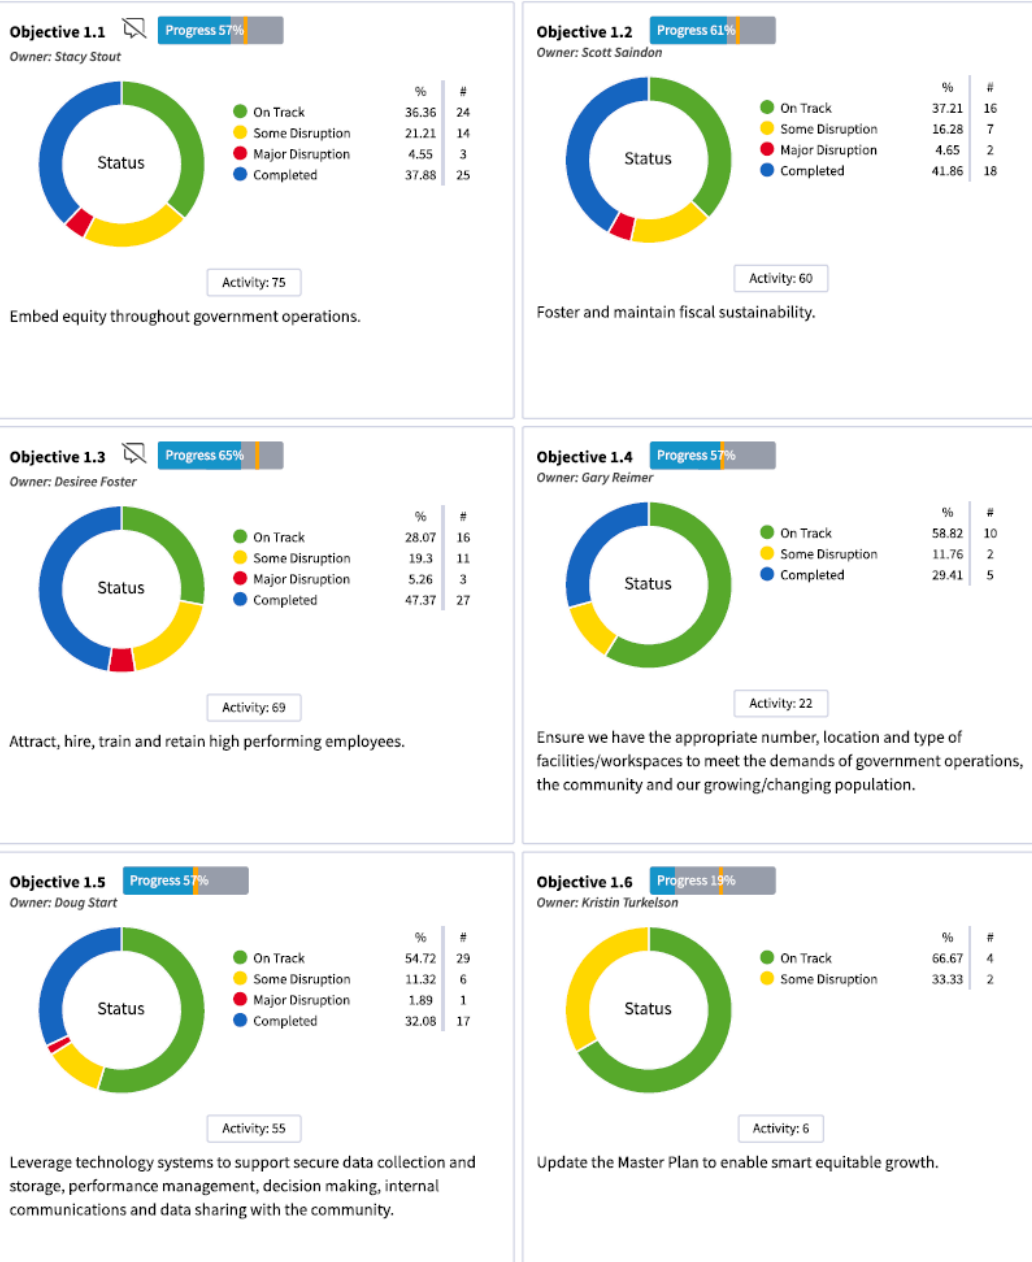 Objective 1.1 Progress 57%
Owner: Stacy Stout
Status
% #
On Track 36.36 24
Some Disruption 21.21 14
Major Disruption 4.55 3
Completed 37.88 25
Activity: 75
Embed equity throughout government operations.
Objective 1.2 Progress 61%
Owner: Scott Saindon
Status
% #
On Track 37.21 16
Some Disruption 16.28 7
Major Disruption 4.65 2
Completed 41.86 18
Activity: 60
Foster and maintain fiscal sustainability.
Objective 1.3 Progress 65%
Owner: Desiree Foster
Status
% #
On Track 28.07 16
Some Disruption 19.3 11
Major Disruption 5.26 3
Completed 47.37 27
Activity: 69
Attract, hire, train and retain high performing employees.
Objective 1.4 Progress 57%
Owner: Gary Reimer
Status
% #
On Track 58.82 10
Some Disruption 11.76 2
Completed 29.41 5
Activity: 22
Ensure we have the appropriate number, location and type of
facilities/workspaces to meet the demands of government operations,
the community and our growing/changing population.
Objective 1.5 Progress 57%
Owner: Doug Start
Status
% #
On Track 54.72 29
Some Disruption 11.32 6
Major Disruption 1.89 1
Completed 32.08 17
Activity: 55
Leverage technology systems to support secure data collection and
storage, performance management, decision making, internal
communications and data sharing with the community.
Objective 1.6 Progress 19%
Owner: Kristin Turkelson
Status
% #
On Track 66.67 4
Some Disruption 33.33 2
Activity: 6
Update the Master Plan to enable smart equitable growth.